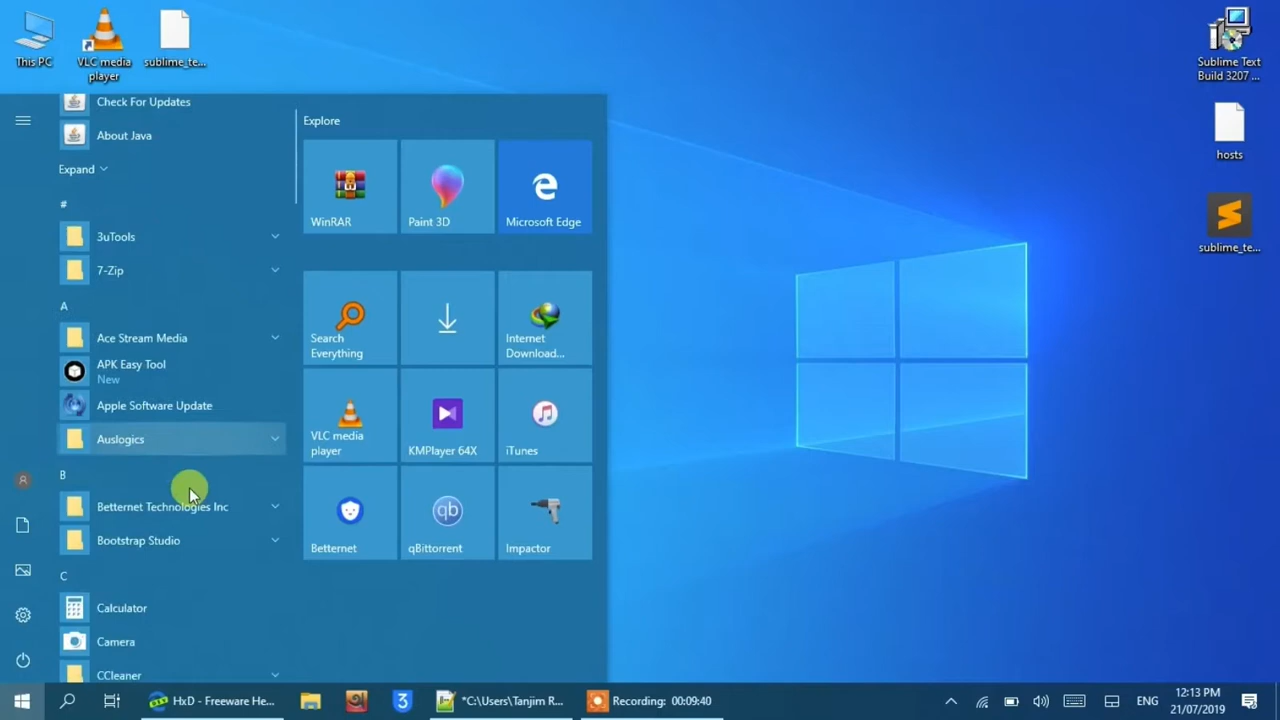 This PC
VLC media
player
sublime_te...
Sublime Text
Build 3207 ...
hosts
sublime_te...
Check For Updates
About Java
Expand
#
3uTools
7-Zip
A
Ace Stream Media
APK Easy Tool
New
Apple Software Update
Auslogics
B
Betternet Technologies Inc
Bootstrap Studio
C
Calculator
Camera
CCleaner
Explore
WinRAR
Paint 3D
Microsoft Edge
Search
Everything
Internet
Download...
VLC media
player
KMPlayer 64X
iTunes
Betternet
qb
qBittorrent
Impactor
HxD - Freeware He...
3
*C:\Users\Tanjim R...
Recording: 00:09:40
ENG
12:13 PM
21/07/2019